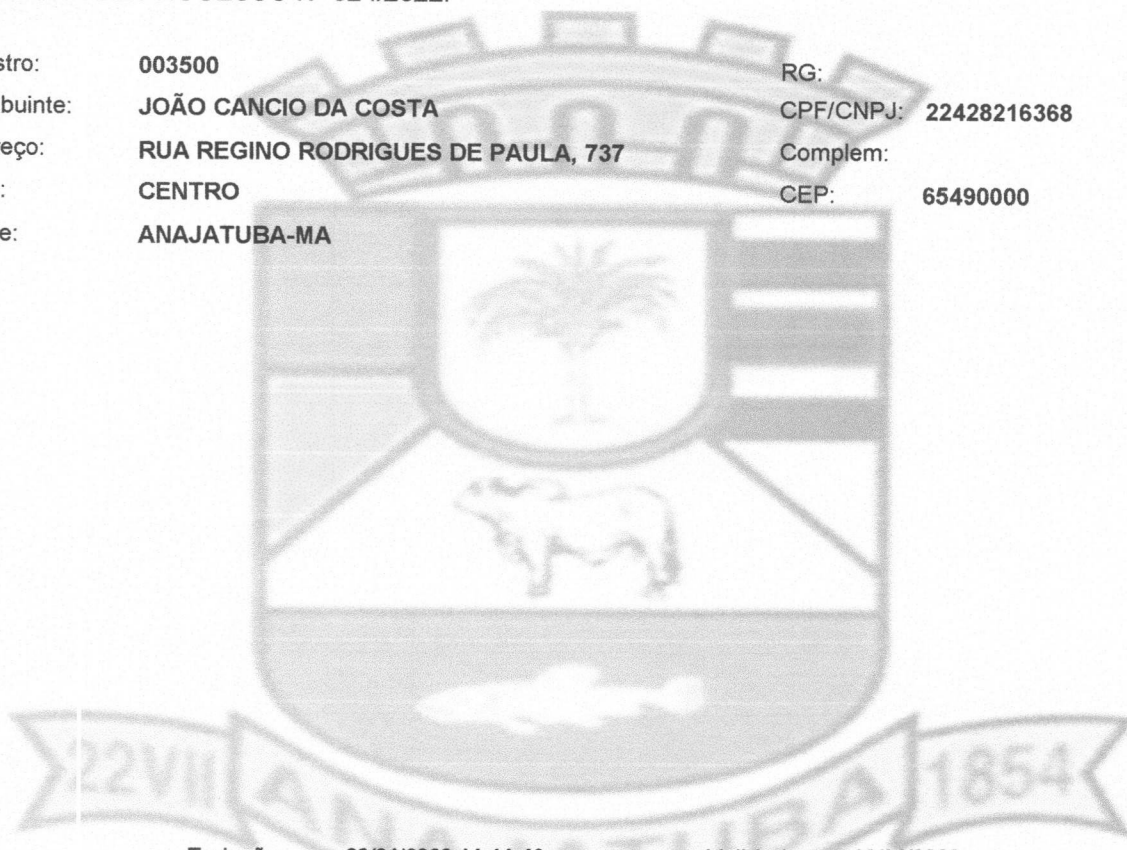 stro: 003500 RG:
buinte: JOÃO CANCIO DA COSTA CPF/CNPJ: 22428216368
eço: RUA REGINO RODRIGUES DE PAULA, 737 Complem:
: CENTRO CEP: 65490000
e: ANAJATUBA-MA
22VII ANAJATUBA 1854